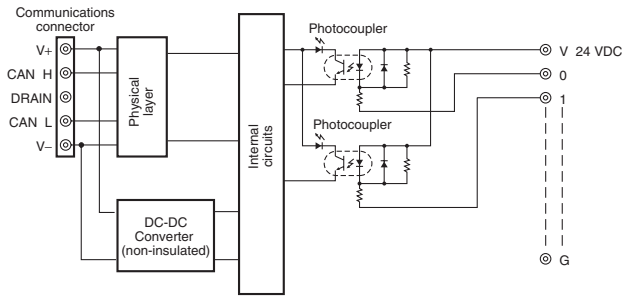 Communications
connector
V+
CAN H
DRAIN
CAN L
V–
Physical
layer
DC-DC
Converter
(non-insulated)
Internal
circuits
Photocoupler
Photocoupler
V 24 VDC
0
1
G